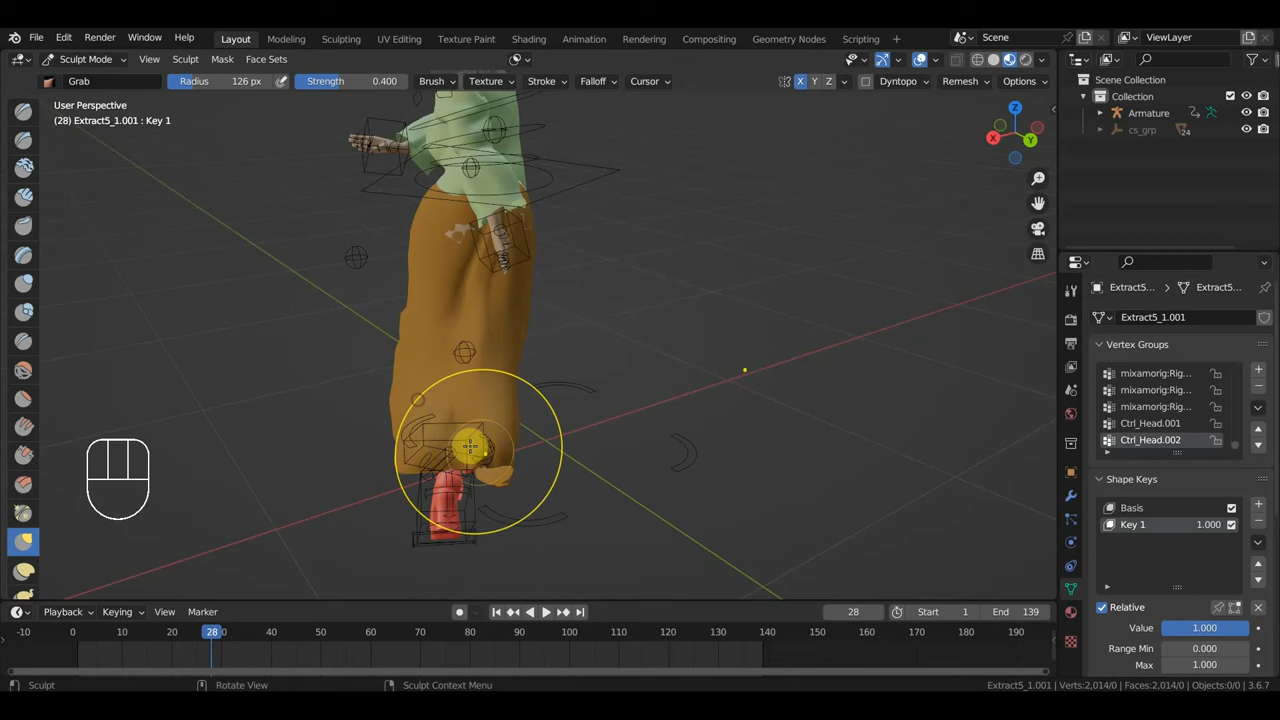 File Edit Render Window Help Layout Modeling Sculpting UV Editing Texture Paint Shading Animation Rendering Compositing Geometry Nodes Scripting Scene ViewLayer
Sculpt Mode View Sculpt Mask Face Sets
Grab Radius 126 px Strength 0.400 Brush Texture Stroke Falloff Cursor X Y Z Dyntopo Remesh Options
User Perspective
(28) Extract5_1.001 : Key 1
Z
X
Y
Scene Collection
Collection
Armature
cs_grp 24
Extract5... Extract5...
Extract5_1.001
Vertex Groups
mixamorig:Rig...
mixamorig:Rig...
mixamorig:Rig...
Ctrl_Head.001
Ctrl_Head.002
Shape Keys
Basis
Key 1 1.000
Relative
Value 1.000
Range Min 0.000
Max 1.000
Playback Keying View Marker 28 Start 1 End 139
-10 0 10 20 28 0 40 50 60 70 80 90 100 110 120 130 140 150 160 170 180 190
Sculpt Rotate View Sculpt Context Menu Extract5_1.001 | Verts:2,014/0 | Faces:2,014/0 | Objects:0/0 | 3.6.7